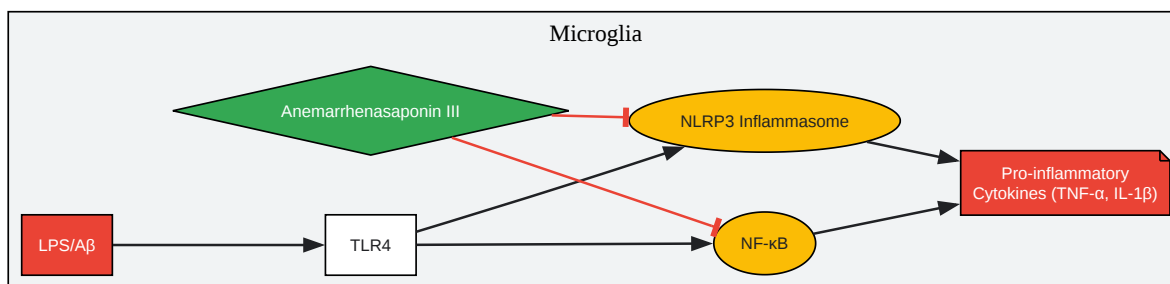 Microglia
Anemarrhenasaponin III
NLRP3 Inflammasome
Pro-inflammatory
Cytokines (TNF-α, IL-1β)
LPS/Aβ
TLR4
NF-κB